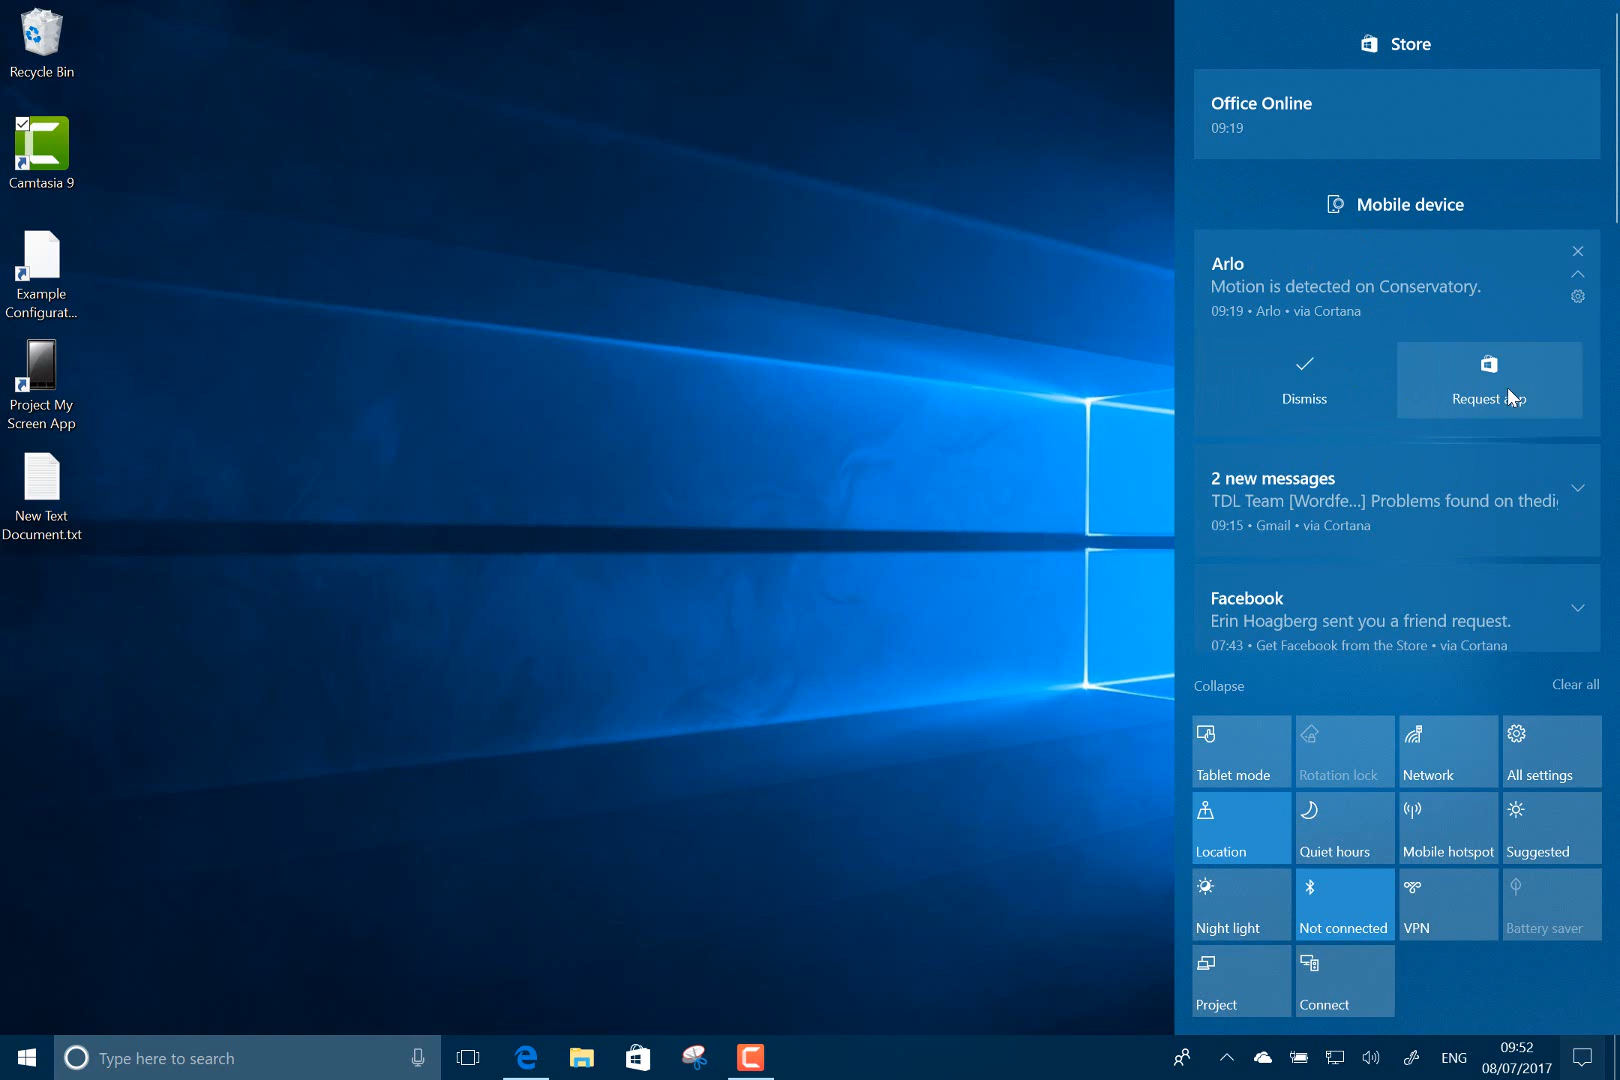 Recycle Bin
Camtasia 9
Example
Configurat...
Project My
Screen App
New Text
Document.txt
Store
Office Online
09:19
Mobile device
Arlo
Motion is detected on Conservatory.
09:19 • Arlo • via Cortana
Dismiss
Request
2 new messages
TDL Team [Wordfe...] Problems found on thedi
09:15 • Gmail • via Cortana
Facebook
Erin Hoagberg sent you a friend request.
07:43 • Get Facebook from the Store • via Cortana
Collapse
Clear all
Tablet mode
Rotation lock
Network
All settings
Location
Quiet hours
Mobile hotspot
Suggested
Night light
Not connected
VPN
Battery saver
Project
Connect
Type here to search
ENG
09:52
08/07/2017